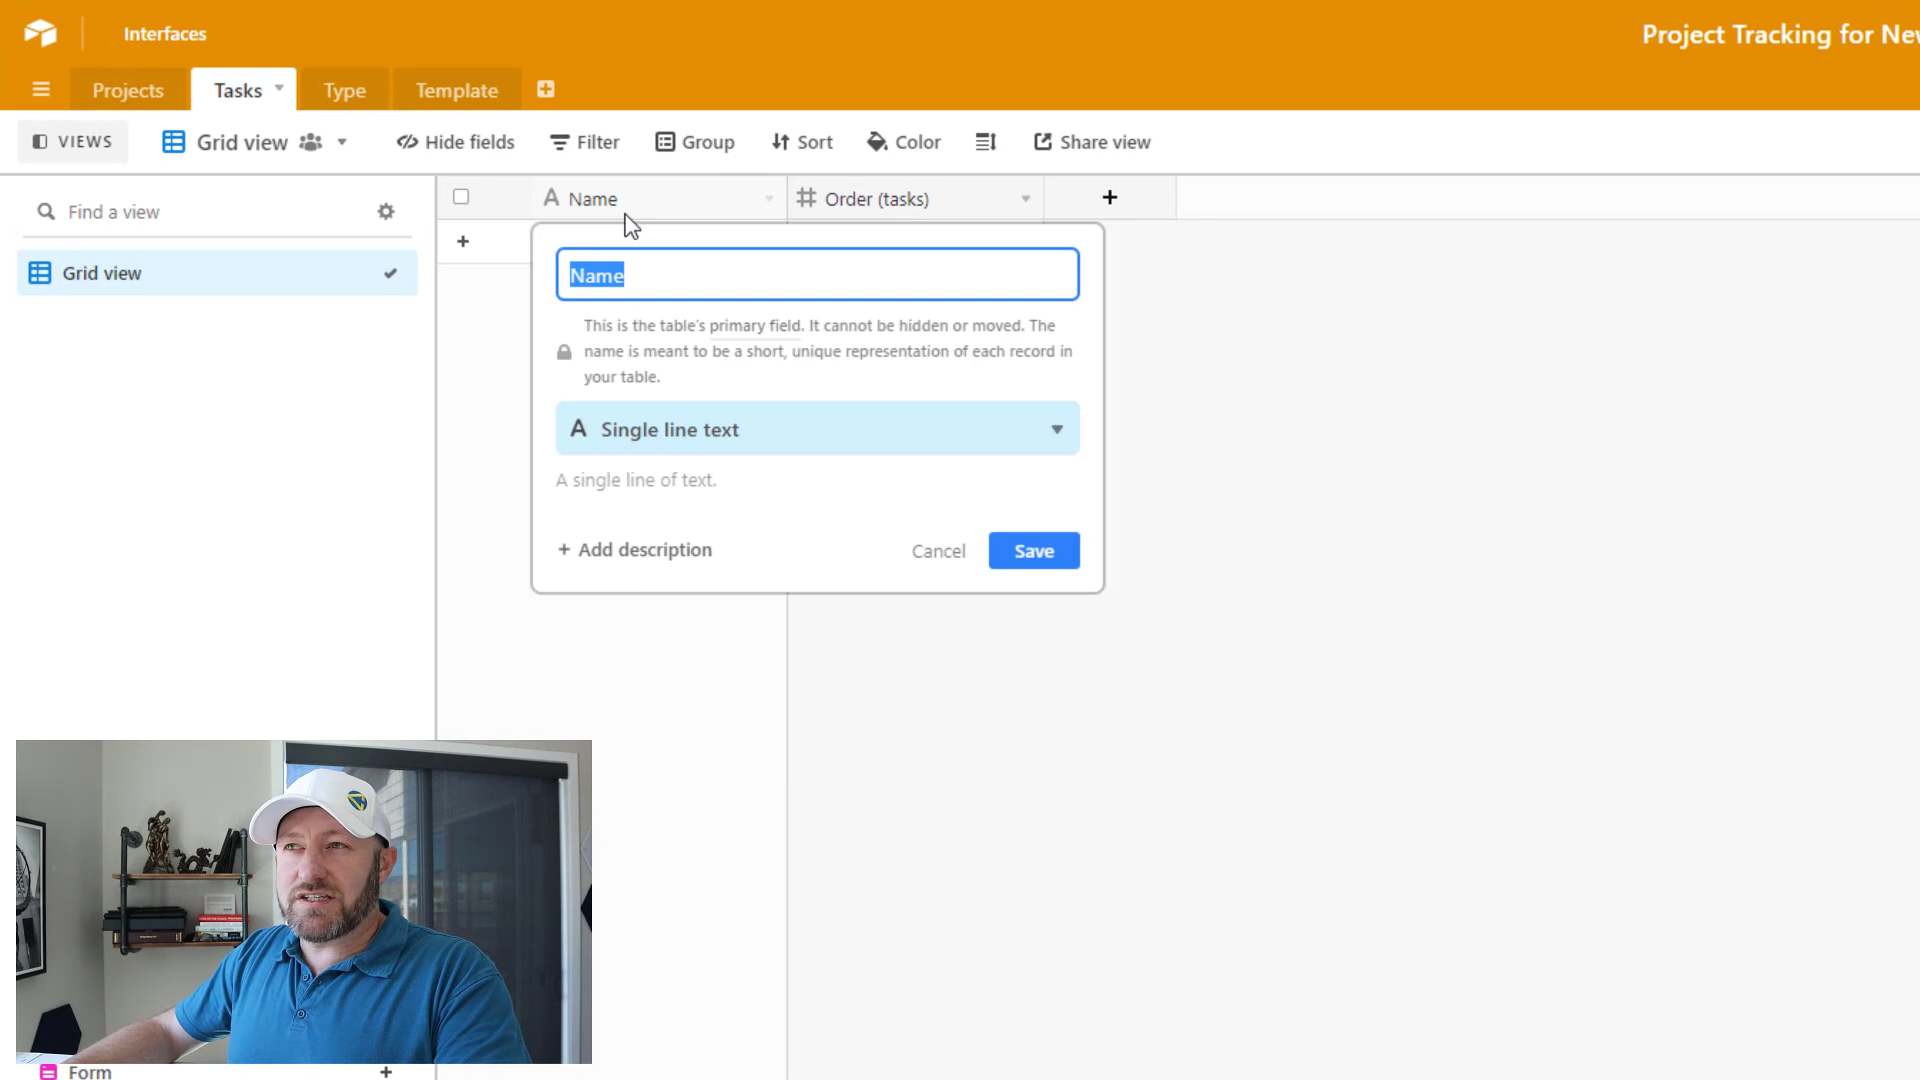 Interfaces
Project Tracking for New
Projects
Tasks
Type
Template
VIEWS
Grid view
Hide fields
Filter
Group
Sort
Color
Share view
Find a view
Name
Order (tasks)
Grid view
Name
This is the table's primary field. It cannot be hidden or moved. The
name is meant to be a short, unique representation of each record in
your table.
Single line text
A single line of text.
+ Add description
Cancel
Save
Form